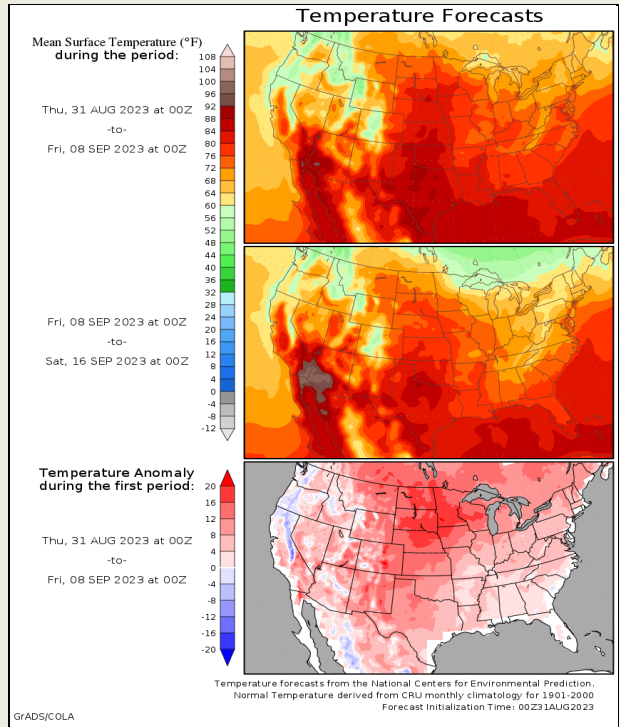 Temperature Forecasts
Mean Surface Temperature (°F)
during the period:
108
104
100
96
92
88
84
80
76
72
68
64
60
56
52
48
44
40
36
32
28
24
20
16
12
8
4
0
-4
-8
-12
Thu, 31 AUG 2023 at 00Z
-to-
Fri, 08 SEP 2023 at 00Z
Fri, 08 SEP 2023 at 00Z
-to-
Sat, 16 SEP 2023 at 00Z
Temperature Anomaly
during the first period:
20
16
12
8
4
0
-4
-8
-12
-16
-20
Thu, 31 AUG 2023 at 00Z
-to-
Fri, 08 SEP 2023 at 00Z
Temperature forecasts from the National Centers for Environmental Prediction.
Normal Temperature derived from CRU monthly climatology for 1901-2000
Forecast Initialization Time: 00Z31AUG2023
GrADS/COLA